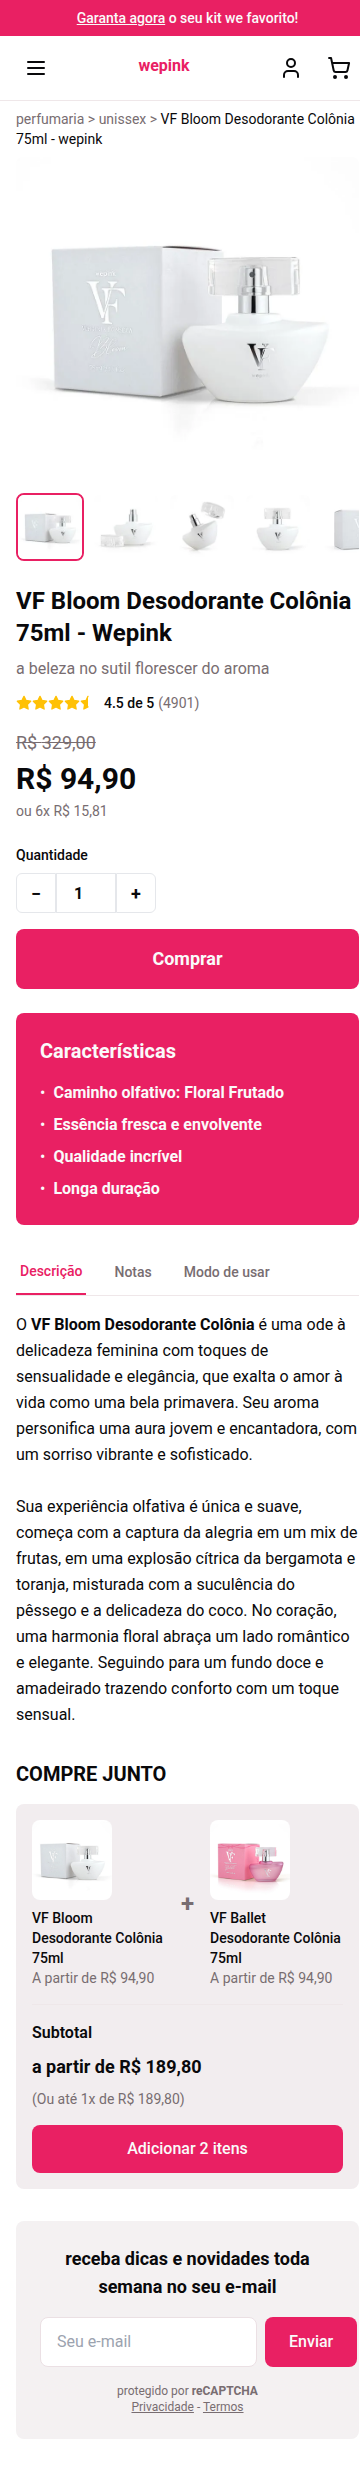 Garanta agora o seu kit we favorito!
wepink
perfumaria > unissex > VF Bloom Desodorante Colônia
75ml - wepink
VF
VF
VF Bloom Desodorante Colônia
75ml - Wepink
a beleza no sutil florescer do aroma
4.5 de 5 (4901)
R$ 329,00
R$ 94,90
ou 6x R$ 15,81
Quantidade
− 1 +
Comprar
Características
• Caminho olfativo: Floral Frutado
• Essência fresca e envolvente
• Qualidade incrível
• Longa duração
Descrição Notas Modo de usar
O VF Bloom Desodorante Colônia é uma ode à
delicadeza feminina com toques de
sensualidade e elegância, que exalta o amor à
vida como uma bela primavera. Seu aroma
personifica uma aura jovem e encantadora, com
um sorriso vibrante e sofisticado.
Sua experiência olfativa é única e suave,
começa com a captura da alegria em um mix de
frutas, em uma explosão cítrica da bergamota e
toranja, misturada com a suculência do
pêssego e a delicadeza do coco. No coração,
uma harmonia floral abraça um lado romântico
e elegante. Seguindo para um fundo doce e
amadeirado trazendo conforto com um toque
sensual.
COMPRE JUNTO
+
VF Bloom
Desodorante Colônia
75ml
A partir de R$ 94,90
VF Ballet
Desodorante Colônia
75ml
A partir de R$ 94,90
Subtotal
a partir de R$ 189,80
(Ou até 1x de R$ 189,80)
Adicionar 2 itens
receba dicas e novidades toda
semana no seu e-mail
Seu e-mail
Enviar
protegido por reCAPTCHA
Privacidade - Termos